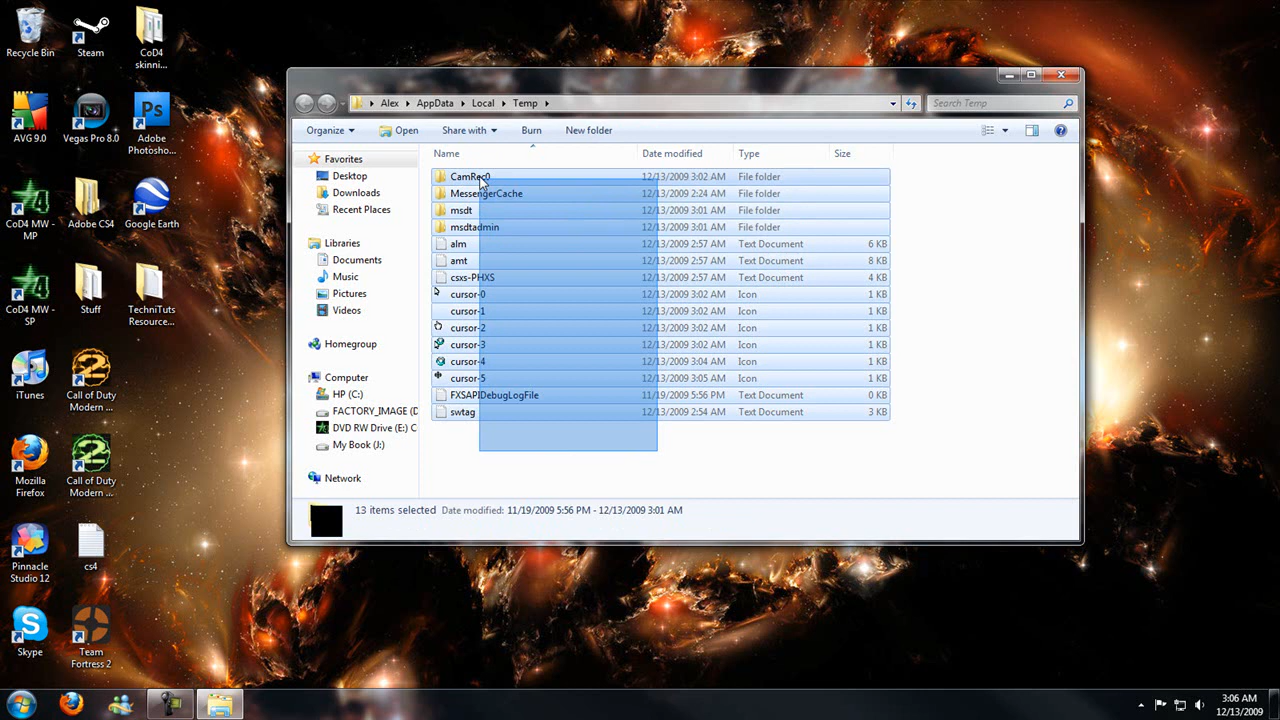 Recycle Bin
Steam
CoD4
skinni...
AVG 9.0
Vegas Pro 8.0
Adobe
Photosho...
CoD4 MW -
MP
Adobe CS4
Google Earth
CoD4 MW -
SP
Stuff
TechniTuts
Resource...
iTunes
Call of Duty
Modern ...
Mozilla
Firefox
Call of Duty
Modern ...
Pinnacle
Studio 12
cs4
Skype
Team
Fortress 2
Alex AppData Local Temp
Search Temp
Organize Open Share with Burn New folder
Favorites
Desktop
Downloads
Recent Places
Libraries
Documents
Music
Pictures
Videos
Homegroup
Computer
HP (C:)
FACTORY_IMAGE (D
DVD RW Drive (E:) C
My Book (J:)
Network
Name Date modified Type Size
CamRec0 12/13/2009 3:02 AM File folder
MessengerCache 12/13/2009 2:24 AM File folder
msdt 12/13/2009 3:01 AM File folder
msdtadmin 12/13/2009 3:01 AM File folder
alm 12/13/2009 2:57 AM Text Document 6 KB
amt 12/13/2009 2:57 AM Text Document 8 KB
csxs-PHXS 12/13/2009 2:57 AM Text Document 4 KB
cursor-0 12/13/2009 3:02 AM Icon 1 KB
cursor-1 12/13/2009 3:02 AM Icon 1 KB
cursor-2 12/13/2009 3:02 AM Icon 1 KB
cursor-3 12/13/2009 3:02 AM Icon 1 KB
cursor-4 12/13/2009 3:04 AM Icon 1 KB
cursor-5 12/13/2009 3:05 AM Icon 1 KB
FXSAPIDebugLogFile 11/19/2009 5:56 PM Text Document 0 KB
swtag 12/13/2009 2:54 AM Text Document 3 KB
13 items selected Date modified: 11/19/2009 5:56 PM - 12/13/2009 3:01 AM
3:06 AM
12/13/2009